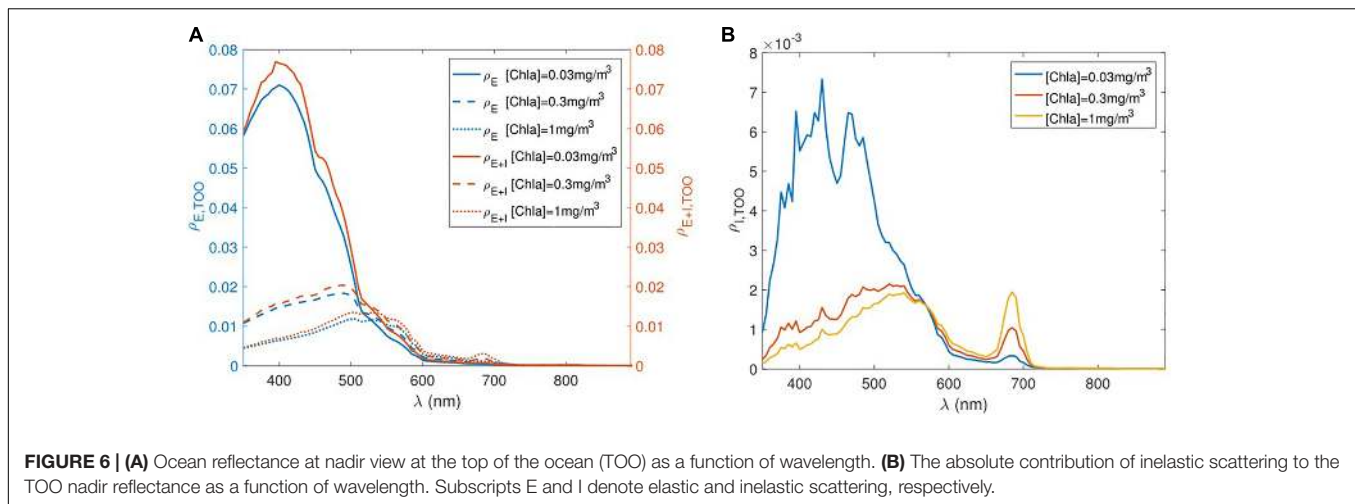 A
0.08
0.07
0.06
0.05
0.04
0.03
0.02
0.01
0
ρE,TOO
400 500 600 700 800
λ (nm)
0.08
0.07
0.06
0.05
0.04
0.03
0.02
0.01
0
ρE+I,TOO
ρE [Chla]=0.03mg/m³
ρE [Chla]=0.3mg/m³
ρE [Chla]=1mg/m³
ρE+I [Chla]=0.03mg/m³
ρE+I [Chla]=0.3mg/m³
ρE+I [Chla]=1mg/m³
B
×10⁻³
8
7
6
5
4
3
2
1
0
ρI,TOO
400 500 600 700 800
λ (nm)
[Chla]=0.03mg/m³
[Chla]=0.3mg/m³
[Chla]=1mg/m³
FIGURE 6 | (A) Ocean reflectance at nadir view at the top of the ocean (TOO) as a function of wavelength. (B) The absolute contribution of inelastic scattering to the
TOO nadir reflectance as a function of wavelength. Subscripts E and I denote elastic and inelastic scattering, respectively.